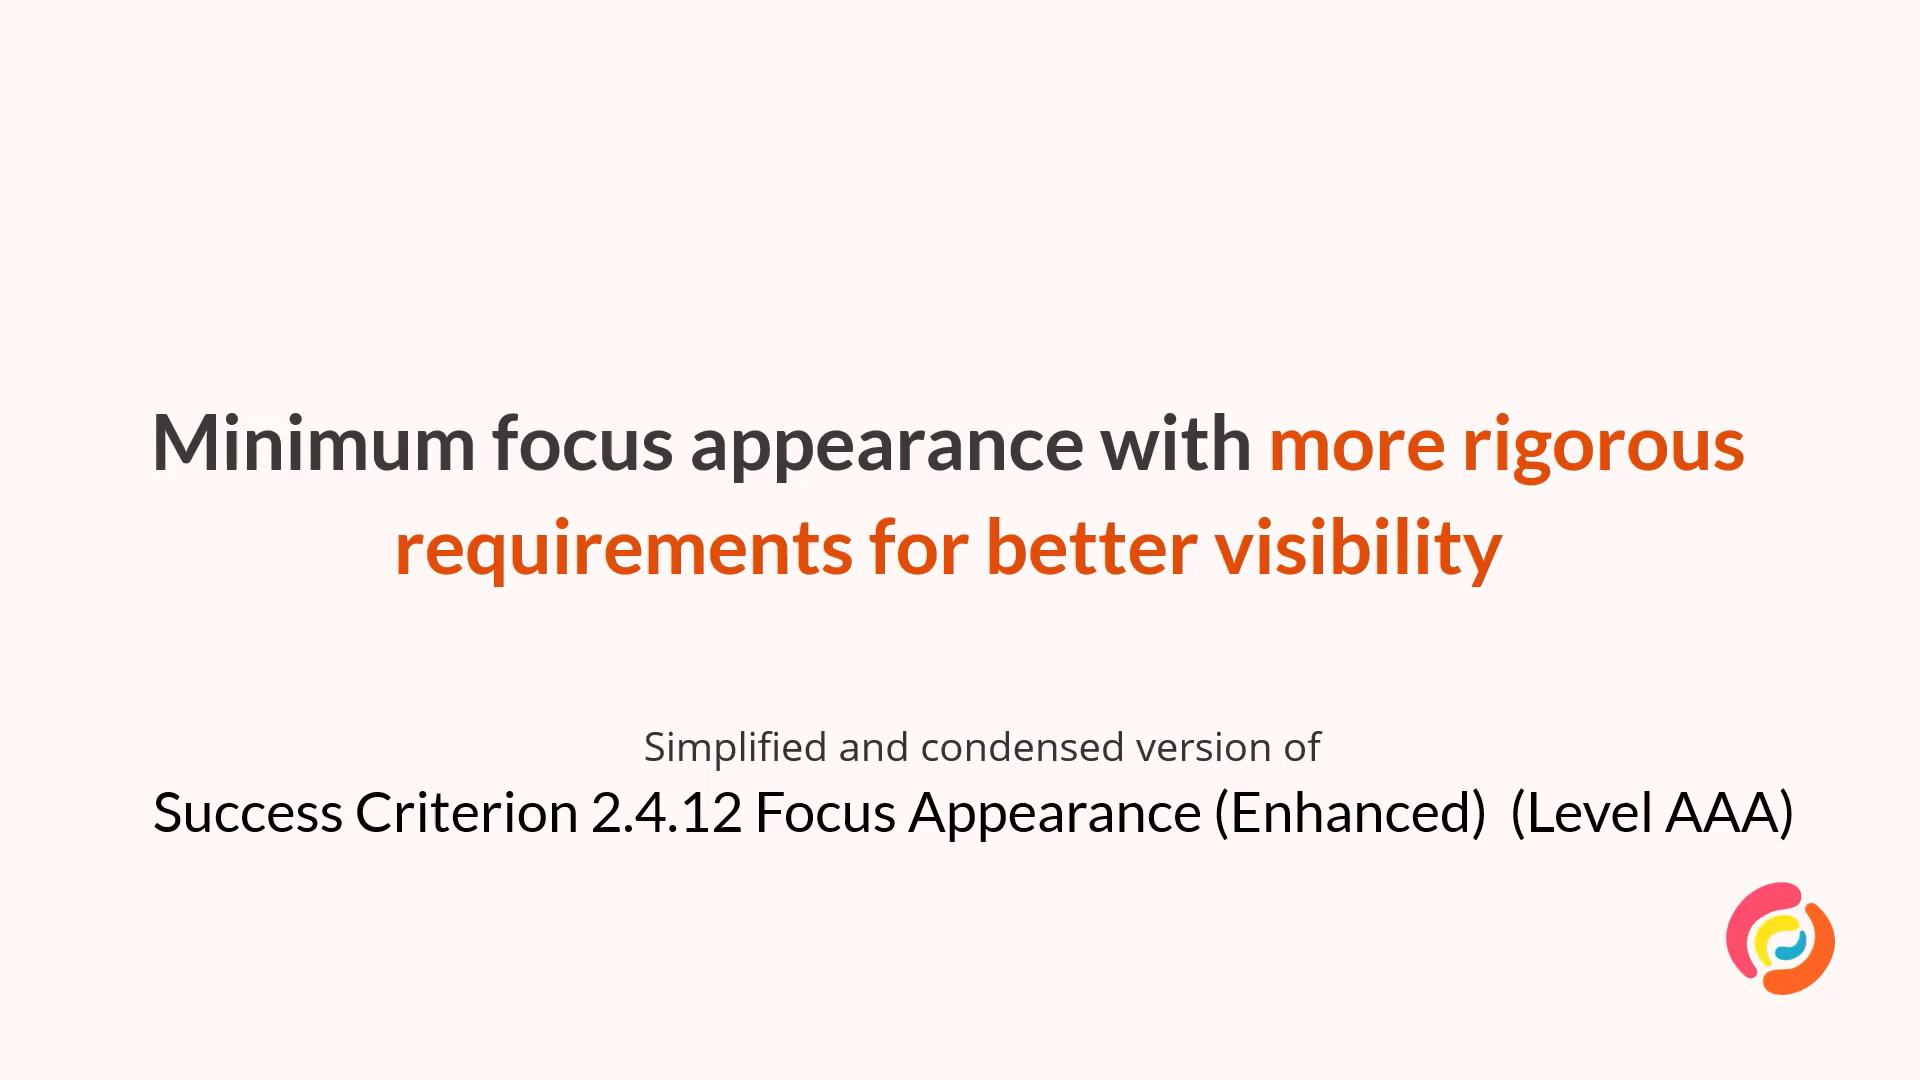 Minimum focus appearance with more rigorous
requirements for better visibility
Simplified and condensed version of
Success Criterion 2.4.12 Focus Appearance (Enhanced) (Level AAA)